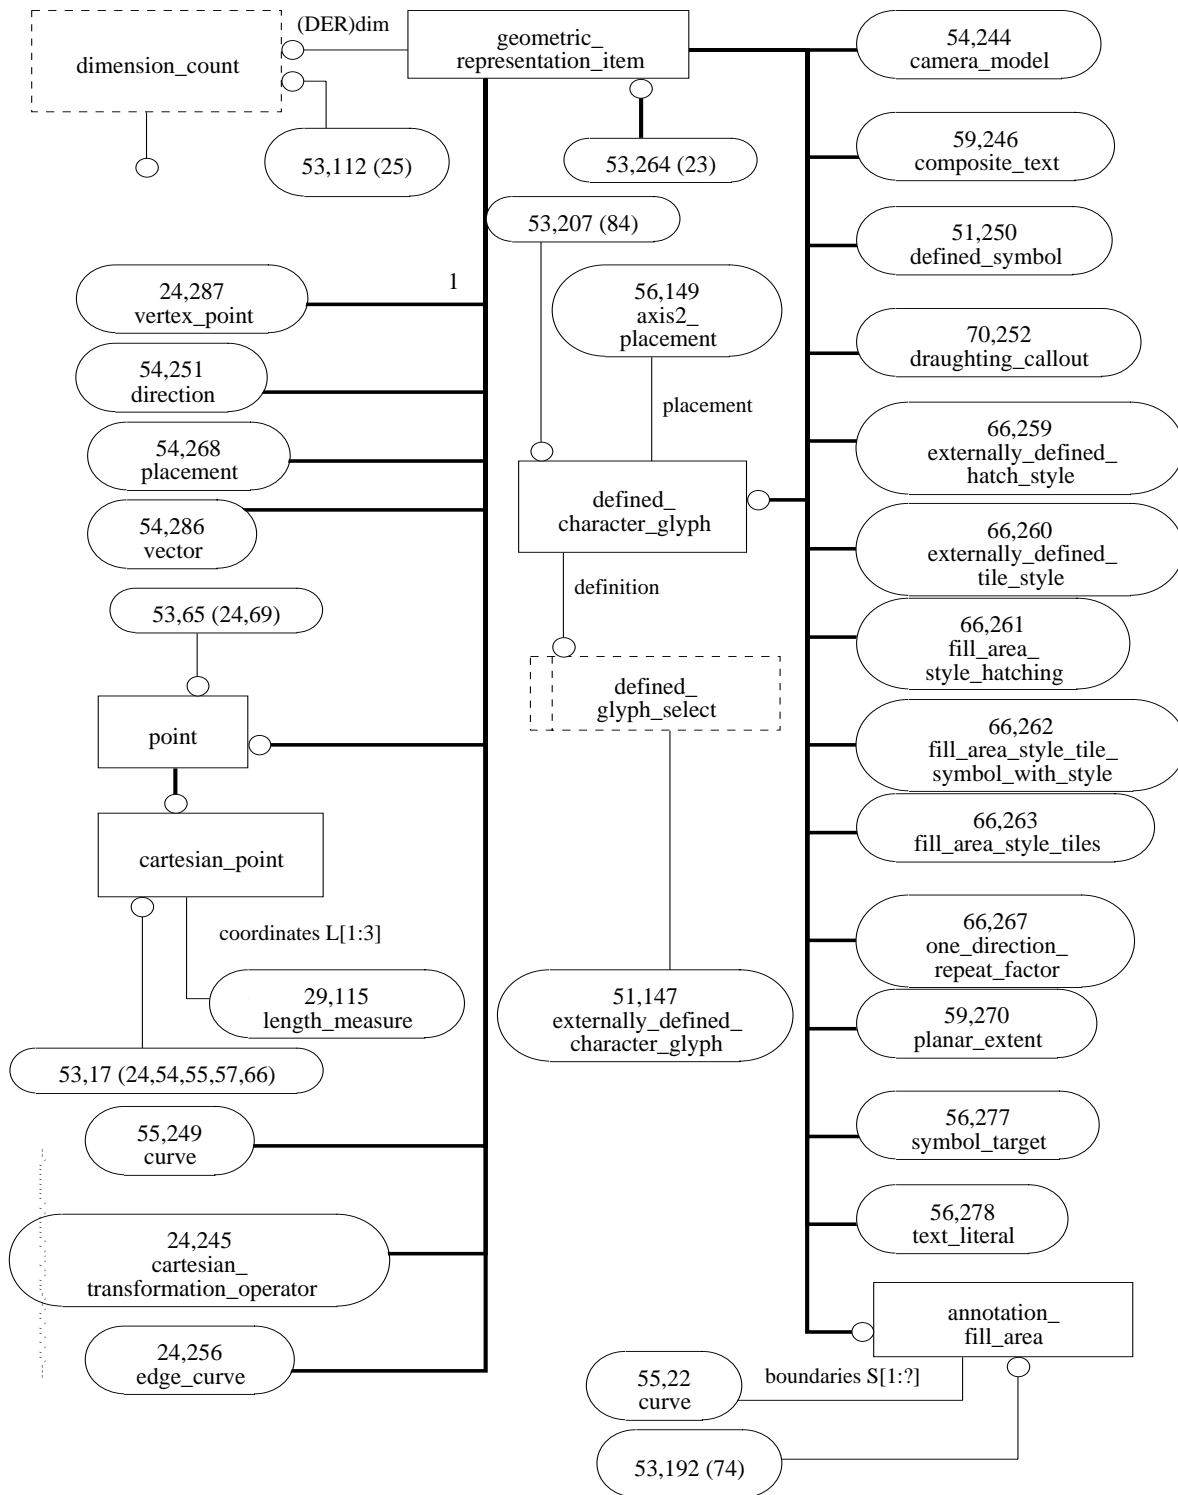 (DER)dim
geometric_
representation_item
54,244
camera_model
dimension_count
53,112 (25)
53,264 (23)
59,246
composite_text
53,207 (84)
51,250
defined_symbol
1
24,287
vertex_point
56,149
axis2_
placement
70,252
draughting_callout
54,251
direction
placement
54,268
placement
66,259
externally_defined_
hatch_style
defined_
character_glyph
54,286
vector
66,260
externally_defined_
tile_style
definition
53,65 (24,69)
66,261
fill_area_
style_hatching
defined_
glyph_select
point
66,262
fill_area_style_tile_
symbol_with_style
66,263
fill_area_style_tiles
cartesian_point
coordinates L[1:3]
66,267
one_direction_
repeat_factor
29,115
length_measure
51,147
externally_defined_
character_glyph
59,270
planar_extent
53,17 (24,54,55,57,66)
55,249
curve
56,277
symbol_target
24,245
cartesian_
transformation_operator
56,278
text_literal
annotation_
fill_area
24,256
edge_curve
55,22
curve
boundaries S[1:?]
53,192 (74)